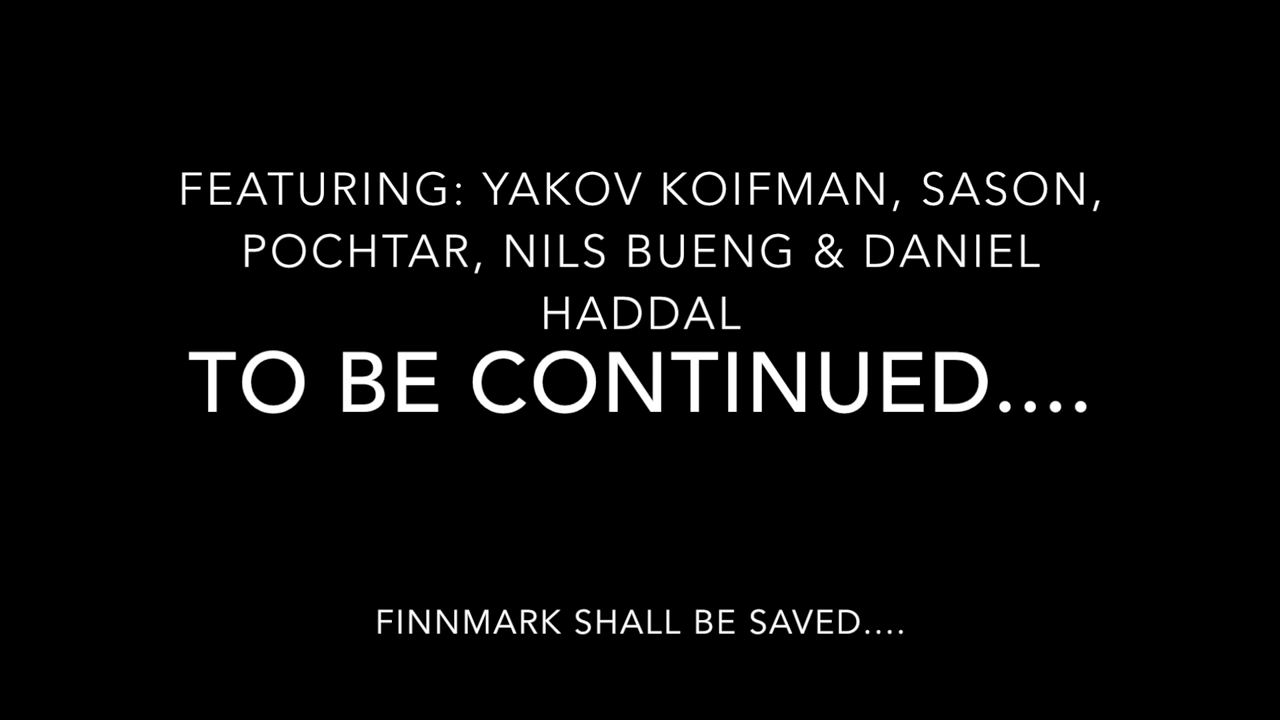 FEATURING: YAKOV KOIFMAN, SASON,
POCHTAR, NILS BUENG & DANIEL
HADDAL
TO BE CONTINUED....
FINNMARK SHALL BE SAVED....